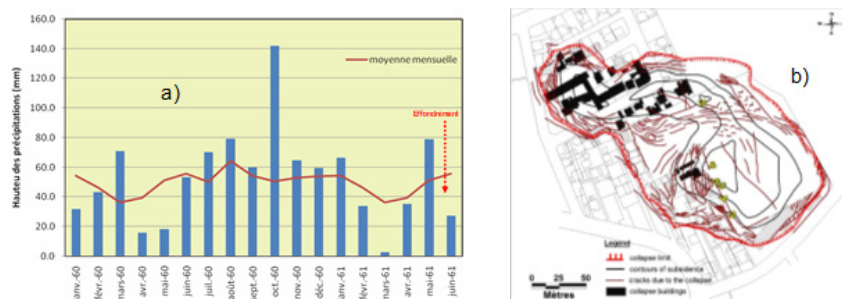 160.0
140.0
120.0
100.0
80.0
60.0
40.0
20.0
0.0
Hauteur des précipitations (mm)
moyenne mensuelle
a)
Effondrement
janv.-60
févr.-60
mars-60
avr.-60
mai-60
juin-60
juil.-60
août-60
sept.-60
oct.-60
nov.-60
déc.-60
janv.-61
févr.-61
mars-61
avr.-61
mai-61
juin-61
b)
Legend
collapse limit
contours of subsidence
cracks due to the collapse
collapse buildings
0 25 50
Mètres